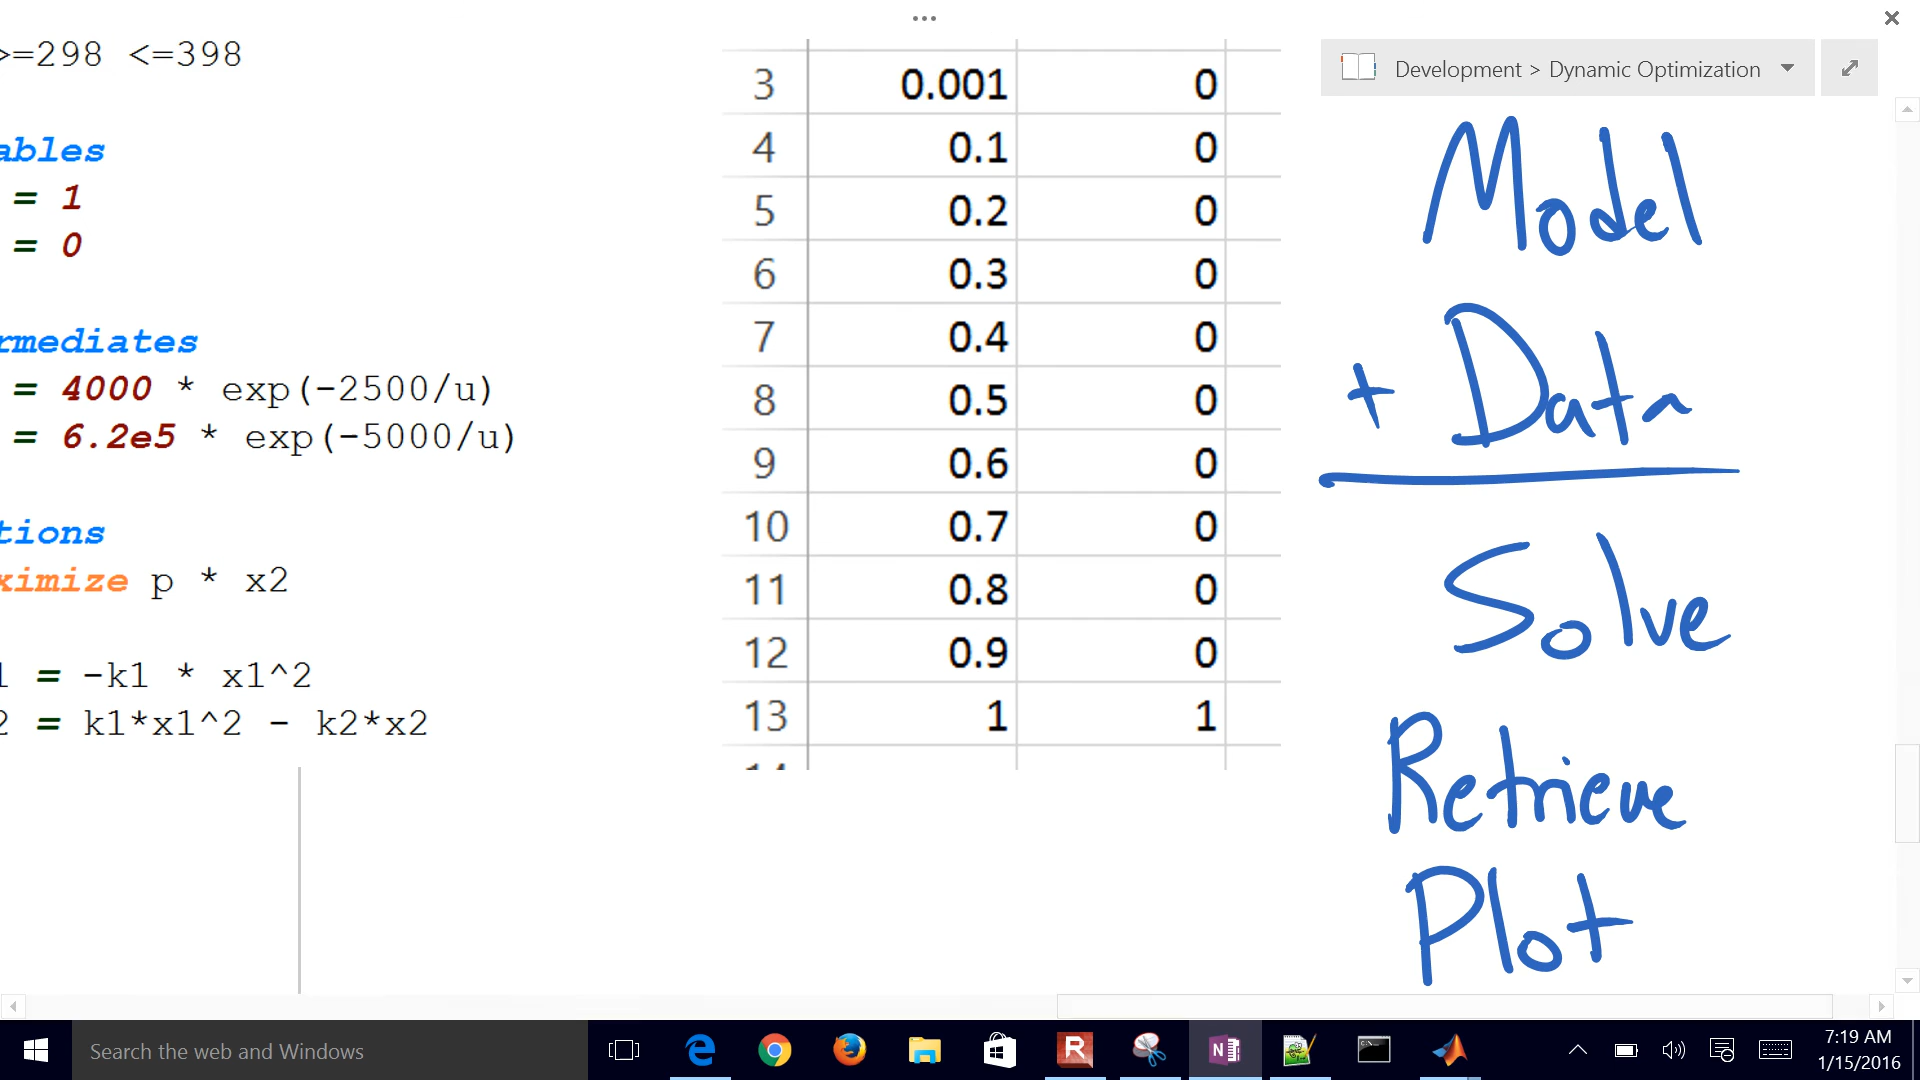 >=298 <=398
ables
= 1
= 0
rmediates
= 4000 * exp(-2500/u)
= 6.2e5 * exp(-5000/u)
tions
ximize p * x2
1 = -k1 * x1^2
2 = k1*x1^2 - k2*x2
3 0.001 0
4 0.1 0
5 0.2 0
6 0.3 0
7 0.4 0
8 0.5 0
9 0.6 0
10 0.7 0
11 0.8 0
12 0.9 0
13 1 1
Development > Dynamic Optimization
Model
+ Data
Solve
Retrieve
Plot
Search the web and Windows
7:19 AM
1/15/2016